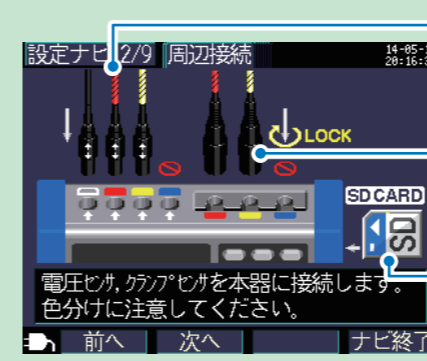 設定ナビ 2/9 周辺接続 14-05-
20:16:
LOCK
SD CARD
SD
電圧ｾﾝｻ, ｸﾗﾝﾌﾟｾﾝｻを本器に接続します。
色分けに注意してください。
前へ 次へ ナビ終了